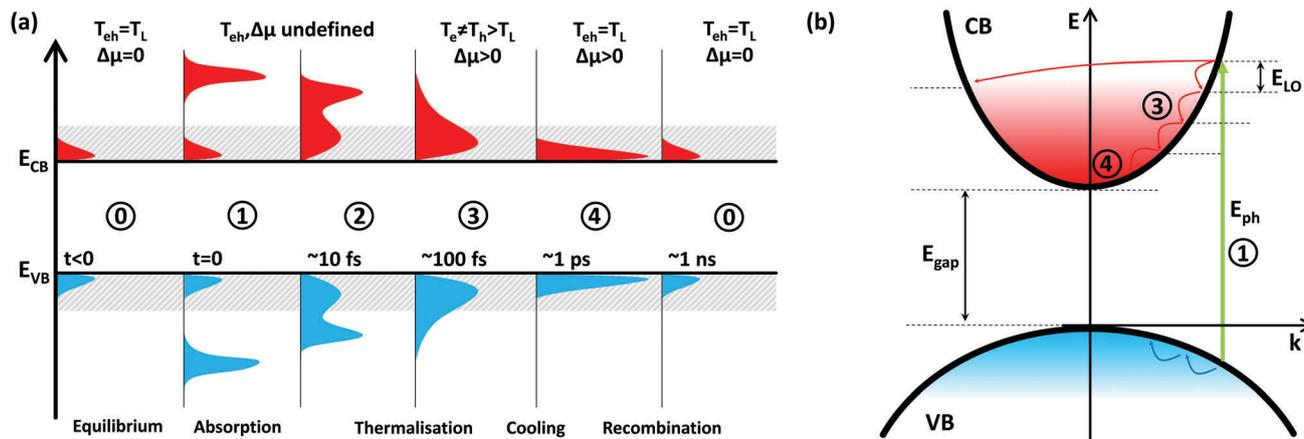 (a)
T_eh=T_L
Δμ=0
T_eh,Δμ undefined
T_e≠T_h>T_L
Δμ>0
T_eh=T_L
Δμ>0
T_eh=T_L
Δμ=0
E_CB
⓪ ① ② ③ ④ ⓪
E_VB
t<0 t=0 ~10 fs ~100 fs ~1 ps ~1 ns
Equilibrium Absorption Thermalisation Cooling Recombination
(b)
CB
E
E_LO
③
④
E_ph
①
E_gap
k
VB